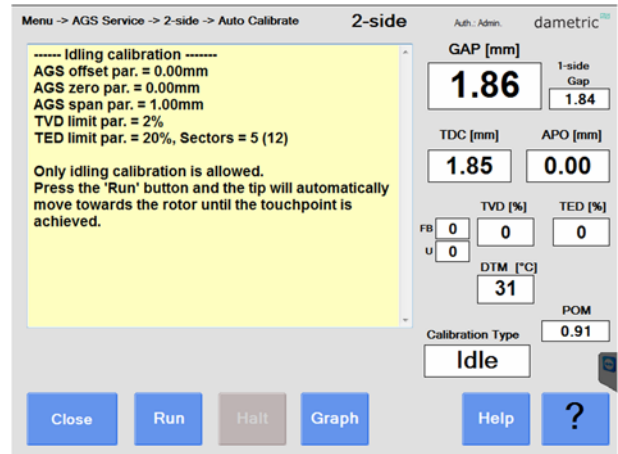 Menu -> AGS Service -> 2-side -> Auto Calibrate
2-side
Auth.: Admin.
dametric
------ Idling calibration -------
AGS offset par. = 0.00mm
AGS zero par. = 0.00mm
AGS span par. = 1.00mm
TVD limit par. = 2%
TED limit par. = 20%, Sectors = 5 (12)
Only idling calibration is allowed.
Press the 'Run' button and the tip will automatically
move towards the rotor until the touchpoint is
achieved.
GAP [mm]
1.86
1-side
Gap
1.84
TDC [mm]
APO [mm]
1.85
0.00
TVD [%]
TED [%]
FB 0
U 0
0
0
DTM [°C]
31
POM
0.91
Calibration Type
Idle
Close
Run
Halt
Graph
Help
?